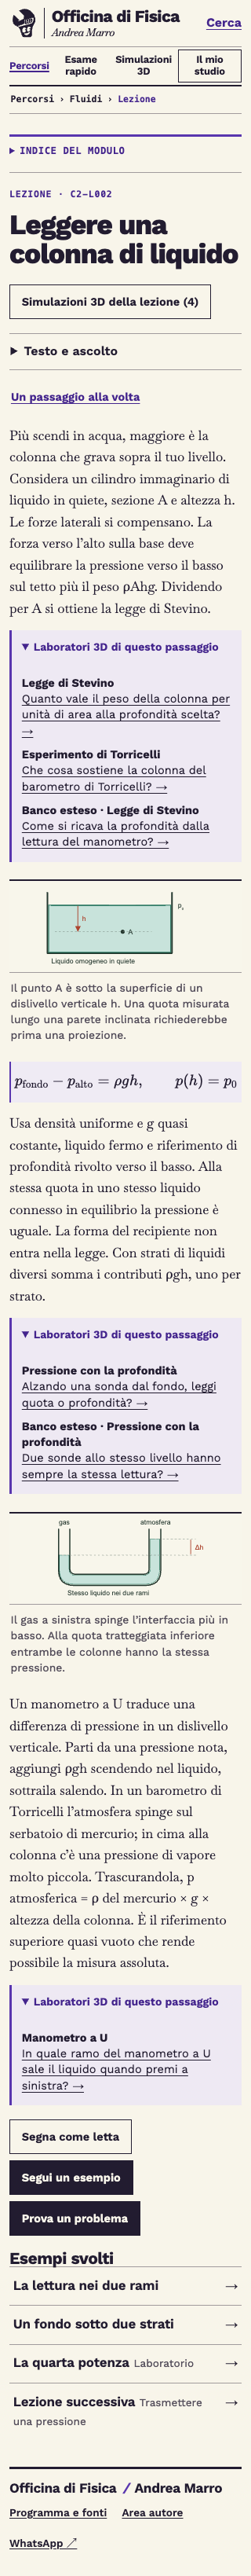 Officina di Fisica
Andrea Marro
Cerca
Percorsi
Esame
rapido
Simulazioni
3D
Il mio
studio
Percorsi › Fluidi › Lezione
▶ INDICE DEL MODULO
LEZIONE · C2–L002
Leggere una
colonna di liquido
Simulazioni 3D della lezione (4)
▶ Testo e ascolto
Un passaggio alla volta
Più scendi in acqua, maggiore è la
colonna che grava sopra il tuo livello.
Considera un cilindro immaginario di
liquido in quiete, sezione A e altezza h.
Le forze laterali si compensano. La
forza verso l’alto sulla base deve
equilibrare la pressione verso il basso
sul tetto più il peso ρAhg. Dividendo
per A si ottiene la legge di Stevino.
▼ Laboratori 3D di questo passaggio
Legge di Stevino
Quanto vale il peso della colonna per
unità di area alla profondità scelta?
→
Esperimento di Torricelli
Che cosa sostiene la colonna del
barometro di Torricelli? →
Banco esteso · Legge di Stevino
Come si ricava la profondità dalla
lettura del manometro? →
h
A
Liquido omogeneo in quiete
Il punto A è sotto la superficie di un
dislivello verticale h. Una quota misurata
lungo una parete inclinata richiederebbe
prima una proiezione.
p_fondo − p_alto = ρgh, p(h) = p_0
Usa densità uniforme e g quasi
costante, liquido fermo e riferimento di
profondità rivolto verso il basso. Alla
stessa quota in uno stesso liquido
connesso in equilibrio la pressione è
uguale. La forma del recipiente non
entra nella legge. Con strati di liquidi
diversi somma i contributi ρgh, uno per
strato.
▼ Laboratori 3D di questo passaggio
Pressione con la profondità
Alzando una sonda dal fondo, leggi
quota o profondità? →
Banco esteso · Pressione con la
profondità
Due sonde allo stesso livello hanno
sempre la stessa lettura? →
gas
atmosfera
Δh
Stesso liquido nei due rami
Il gas a sinistra spinge l’interfaccia più in
basso. Alla quota tratteggiata inferiore
entrambe le colonne hanno la stessa
pressione.
Un manometro a U traduce una
differenza di pressione in un dislivello
verticale. Parti da una pressione nota,
aggiungi ρgh scendendo nel liquido,
sottraila salendo. In un barometro di
Torricelli l’atmosfera spinge sul
serbatoio di mercurio; in cima alla
colonna c’è una pressione di vapore
molto piccola. Trascurandola, p
atmosferica = ρ del mercurio × g ×
altezza della colonna. È il riferimento
superiore quasi vuoto che rende
possibile la misura assoluta.
▼ Laboratori 3D di questo passaggio
Manometro a U
In quale ramo del manometro a U
sale il liquido quando premi a
sinistra? →
Segna come letta
Segui un esempio
Prova un problema
Esempi svolti
La lettura nei due rami →
Un fondo sotto due strati →
La quarta potenza Laboratorio →
Lezione successiva Trasmettere →
una pressione
Officina di Fisica / Andrea Marro
Programma e fonti Area autore
WhatsApp ↗